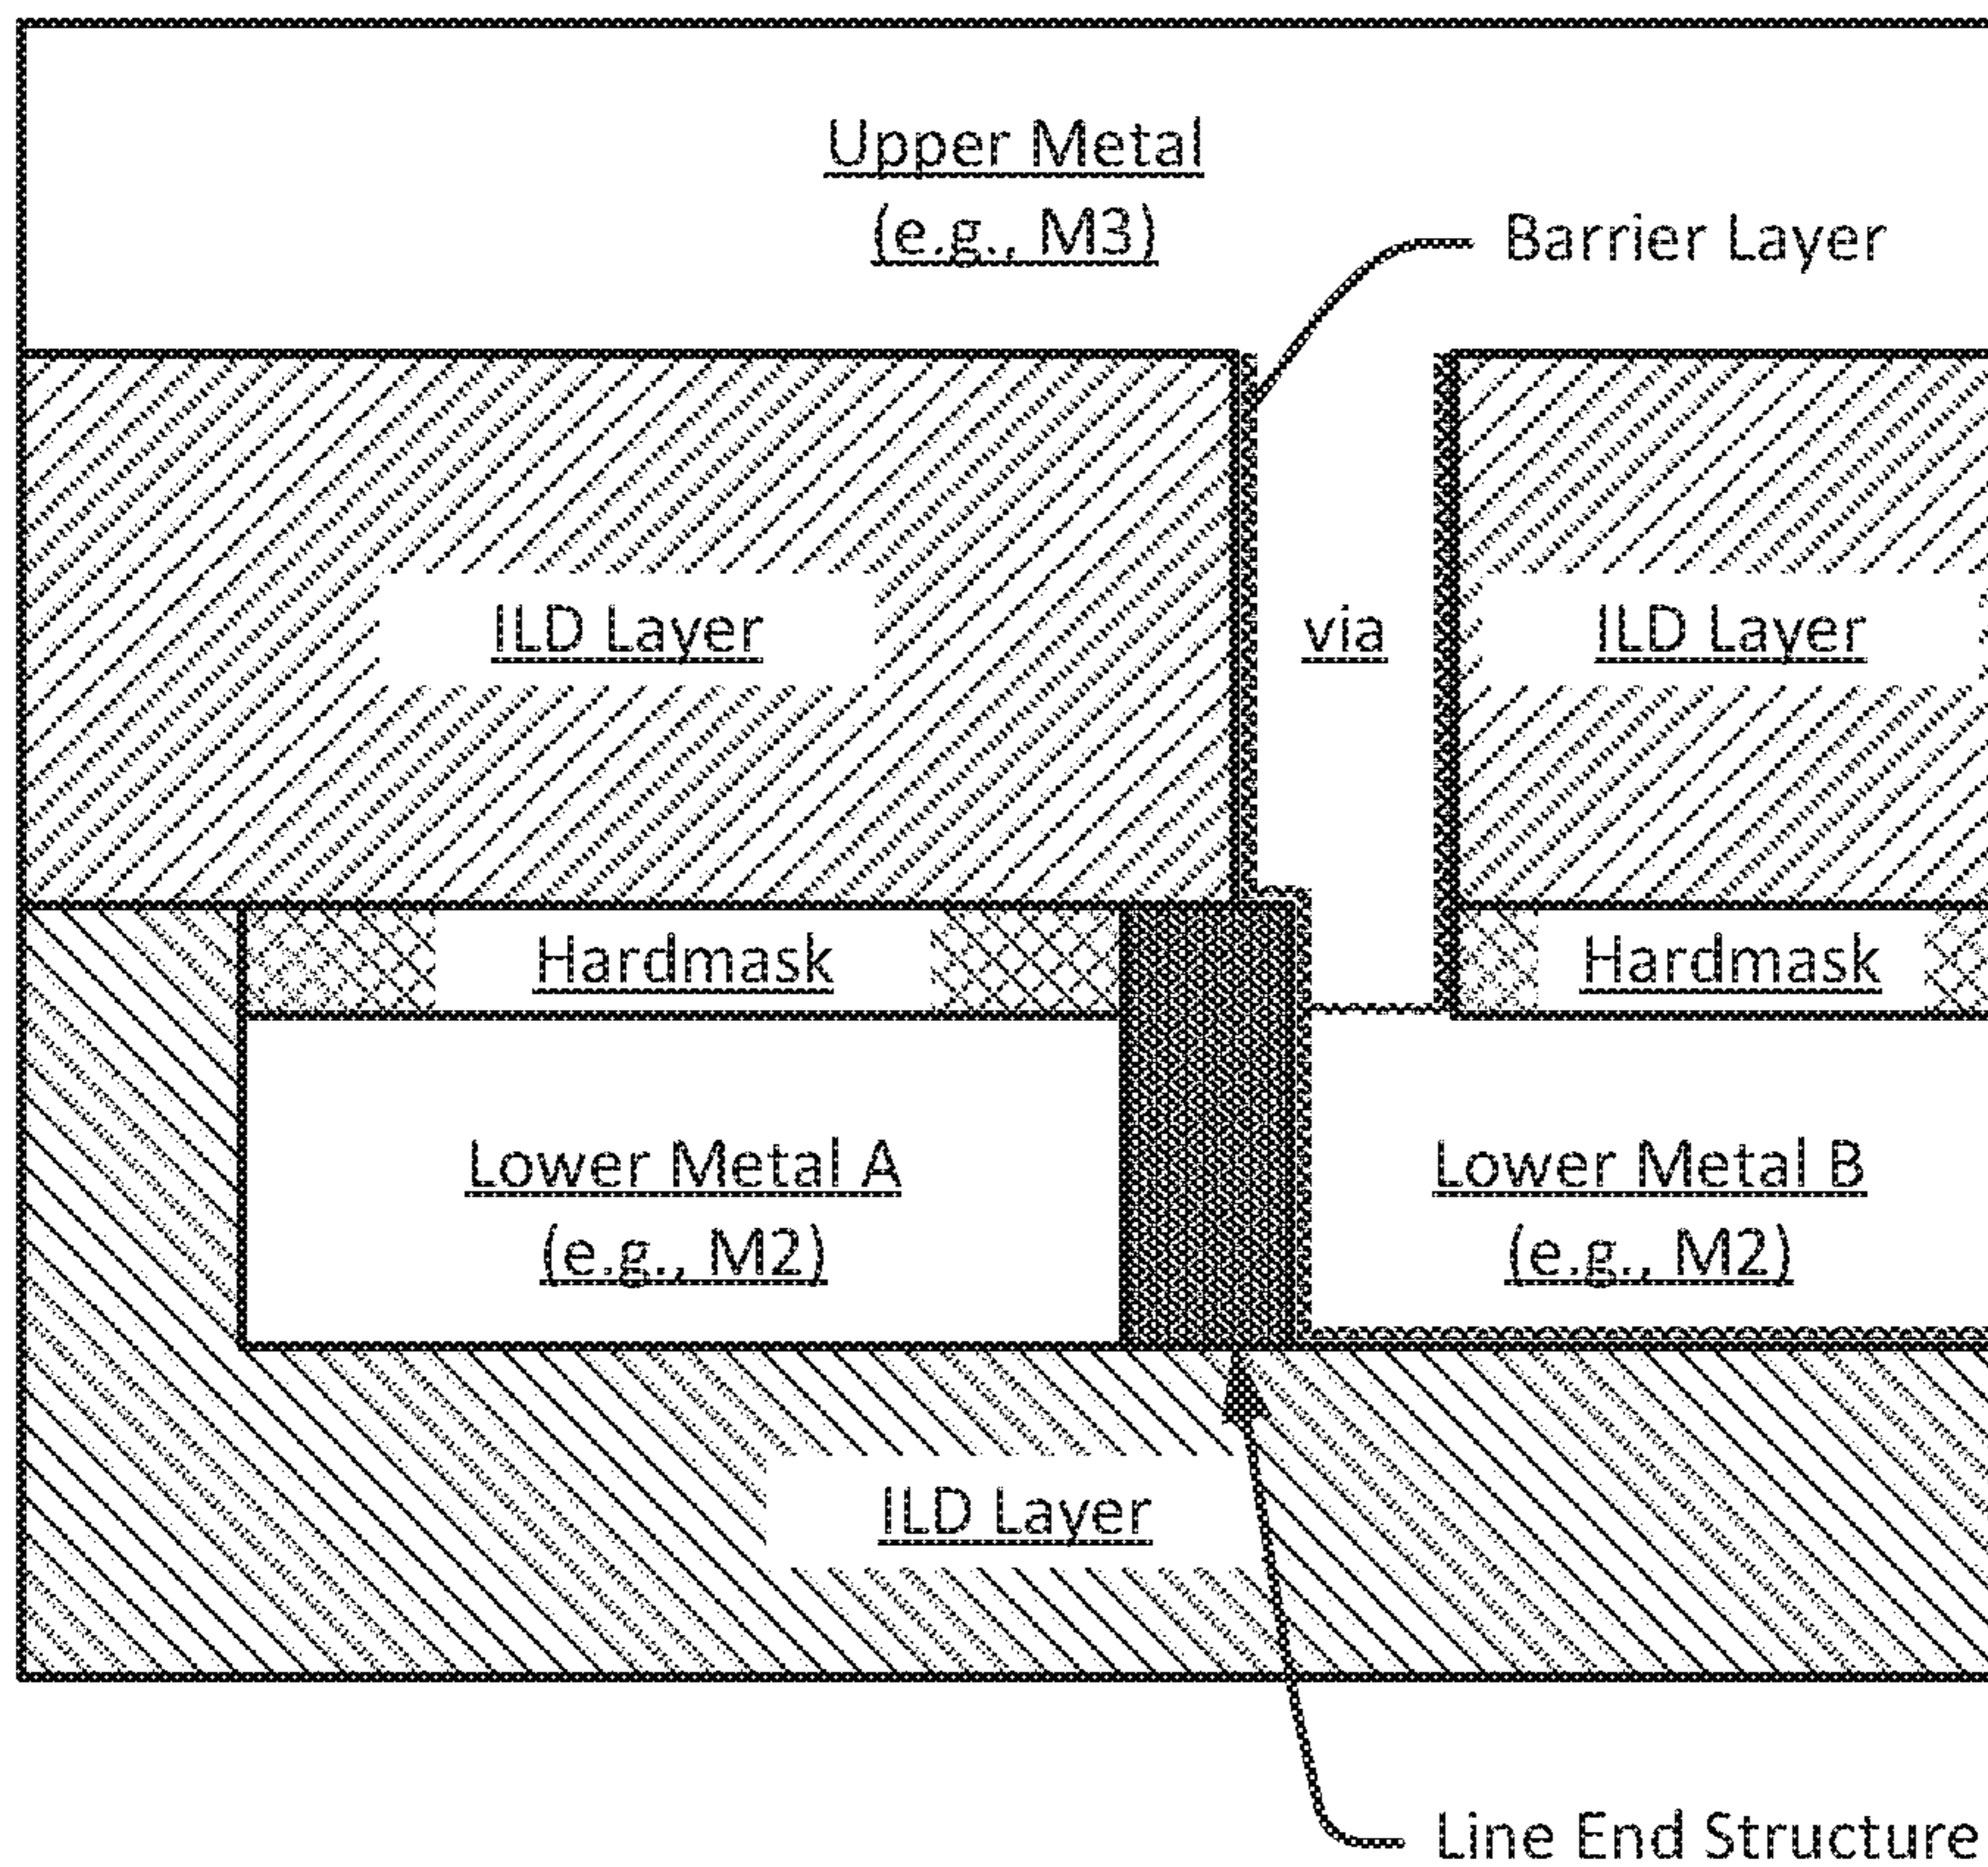 Upper Metal
(e.g., M3)
Barrier Layer
ILD Layer
via
ILD Layer
Hardmask
Hardmask
Lower Metal A
(e.g., M2)
Lower Metal B
(e.g., M2)
ILD Layer
Line End Structure